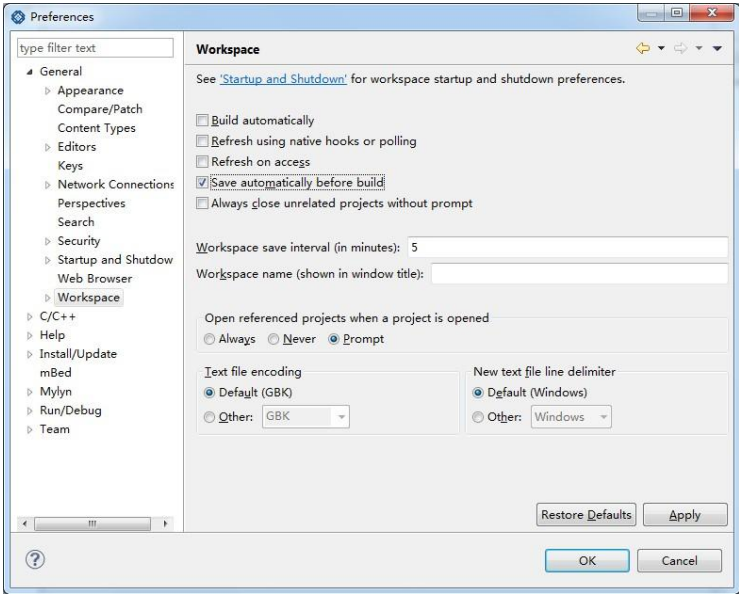 Preferences
type filter text
General
Appearance
Compare/Patch
Content Types
Editors
Keys
Network Connections
Perspectives
Search
Security
Startup and Shutdow
Web Browser
Workspace
C/C++
Help
Install/Update
mBed
Mylyn
Run/Debug
Team
Workspace
See 'Startup and Shutdown' for workspace startup and shutdown preferences.
Build automatically
Refresh using native hooks or polling
Refresh on access
Save automatically before build
Always close unrelated projects without prompt
Workspace save interval (in minutes): 5
Workspace name (shown in window title):
Open referenced projects when a project is opened
Always Never Prompt
Text file encoding
Default (GBK)
Other: GBK
New text file line delimiter
Default (Windows)
Other: Windows
Restore Defaults Apply
? OK Cancel